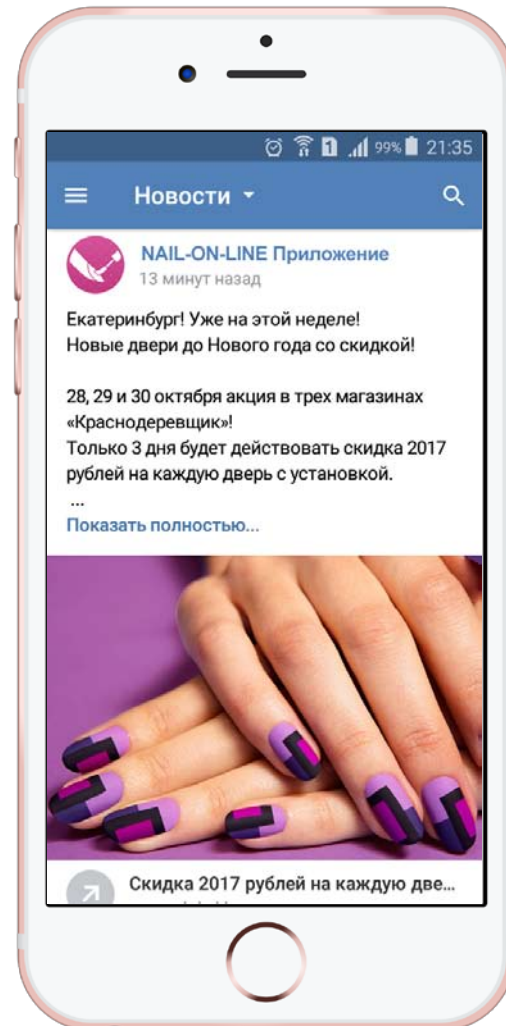 1 99% 21:35
Новости
NAIL-ON-LINE Приложение
13 минут назад
Екатеринбург! Уже на этой неделе!
Новые двери до Нового года со скидкой!
28, 29 и 30 октября акция в трех магазинах
«Краснодеревщик»!
Только 3 дня будет действовать скидка 2017
рублей на каждую дверь с установкой.
...
Показать полностью...
Скидка 2017 рублей на каждую две...